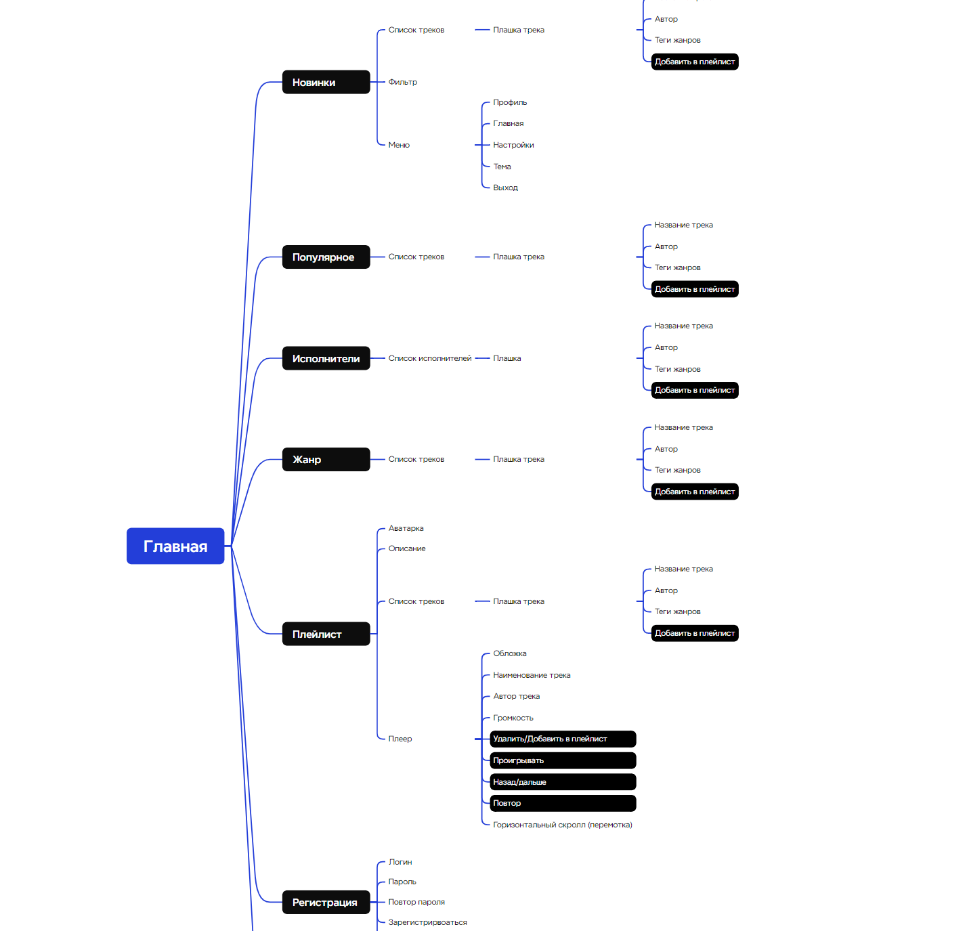 Автор
Список треков
Плашка трека
Теги жанров
Добавить в плейлист
Новинки
Фильтр
Профиль
Главная
Меню
Настройки
Тема
Выход
Название трека
Автор
Популярное
Список треков
Плашка трека
Теги жанров
Добавить в плейлист
Название трека
Автор
Исполнители
Список исполнителей
Плашка
Теги жанров
Добавить в плейлист
Название трека
Автор
Жанр
Список треков
Плашка трека
Теги жанров
Добавить в плейлист
Главная
Аватарка
Описание
Название трека
Автор
Список треков
Плашка трека
Теги жанров
Добавить в плейлист
Плейлист
Обложка
Наименование трека
Автор трека
Громкость
Плеер
Удалить/Добавить в плейлист
Проигрывать
Назад/дальше
Повтор
Горизонтальный скролл (перемотка)
Логин
Пароль
Регистрация
Повтор пароля
Зарегистрирвоаться